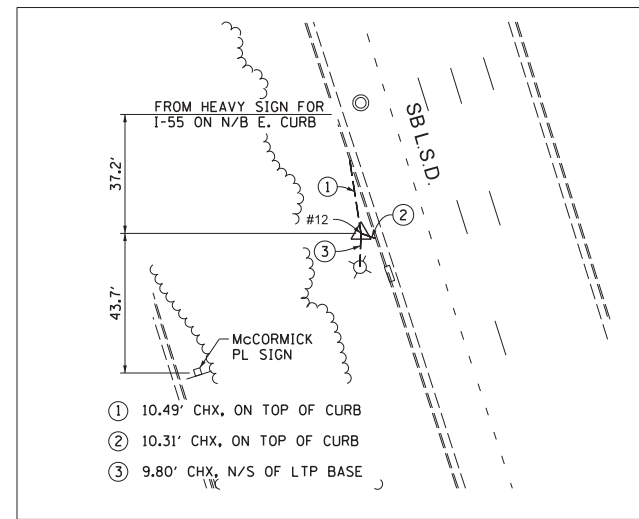 FROM HEAVY SIGN FOR
I-55 ON N/B E. CURB
SB L.S.D.
37.2'
1
#12
2
3
43.7'
McCORMICK
PL SIGN
1 10.49' CHX, ON TOP OF CURB
2 10.31' CHX, ON TOP OF CURB
3 9.80' CHX, N/S OF LTP BASE